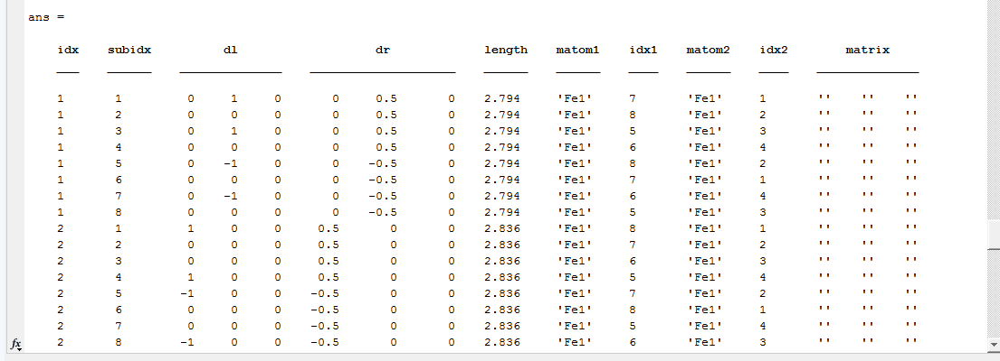 ans =
idx subidx dl dr length matom1 idx1 matom2 idx2 matrix
1 1 0 1 0 0 0.5 0 2.794 'Fe1' 7 'Fe1' 1 '' '' ''
1 2 0 0 0 0 0.5 0 2.794 'Fe1' 8 'Fe1' 2 '' '' ''
1 3 0 1 0 0 0.5 0 2.794 'Fe1' 5 'Fe1' 3 '' '' ''
1 4 0 0 0 0 0.5 0 2.794 'Fe1' 6 'Fe1' 4 '' '' ''
1 5 0 -1 0 0 -0.5 0 2.794 'Fe1' 8 'Fe1' 2 '' '' ''
1 6 0 0 0 0 -0.5 0 2.794 'Fe1' 7 'Fe1' 1 '' '' ''
1 7 0 -1 0 0 -0.5 0 2.794 'Fe1' 6 'Fe1' 4 '' '' ''
1 8 0 0 0 0 -0.5 0 2.794 'Fe1' 5 'Fe1' 3 '' '' ''
2 1 1 0 0 0.5 0 0 2.836 'Fe1' 8 'Fe1' 1 '' '' ''
2 2 0 0 0 0.5 0 0 2.836 'Fe1' 7 'Fe1' 2 '' '' ''
2 3 0 0 0 0.5 0 0 2.836 'Fe1' 6 'Fe1' 3 '' '' ''
2 4 1 0 0 0.5 0 0 2.836 'Fe1' 5 'Fe1' 4 '' '' ''
2 5 -1 0 0 -0.5 0 0 2.836 'Fe1' 7 'Fe1' 2 '' '' ''
2 6 0 0 0 -0.5 0 0 2.836 'Fe1' 8 'Fe1' 1 '' '' ''
2 7 0 0 0 -0.5 0 0 2.836 'Fe1' 5 'Fe1' 4 '' '' ''
fx 2 8 -1 0 0 -0.5 0 0 2.836 'Fe1' 6 'Fe1' 3 '' '' ''